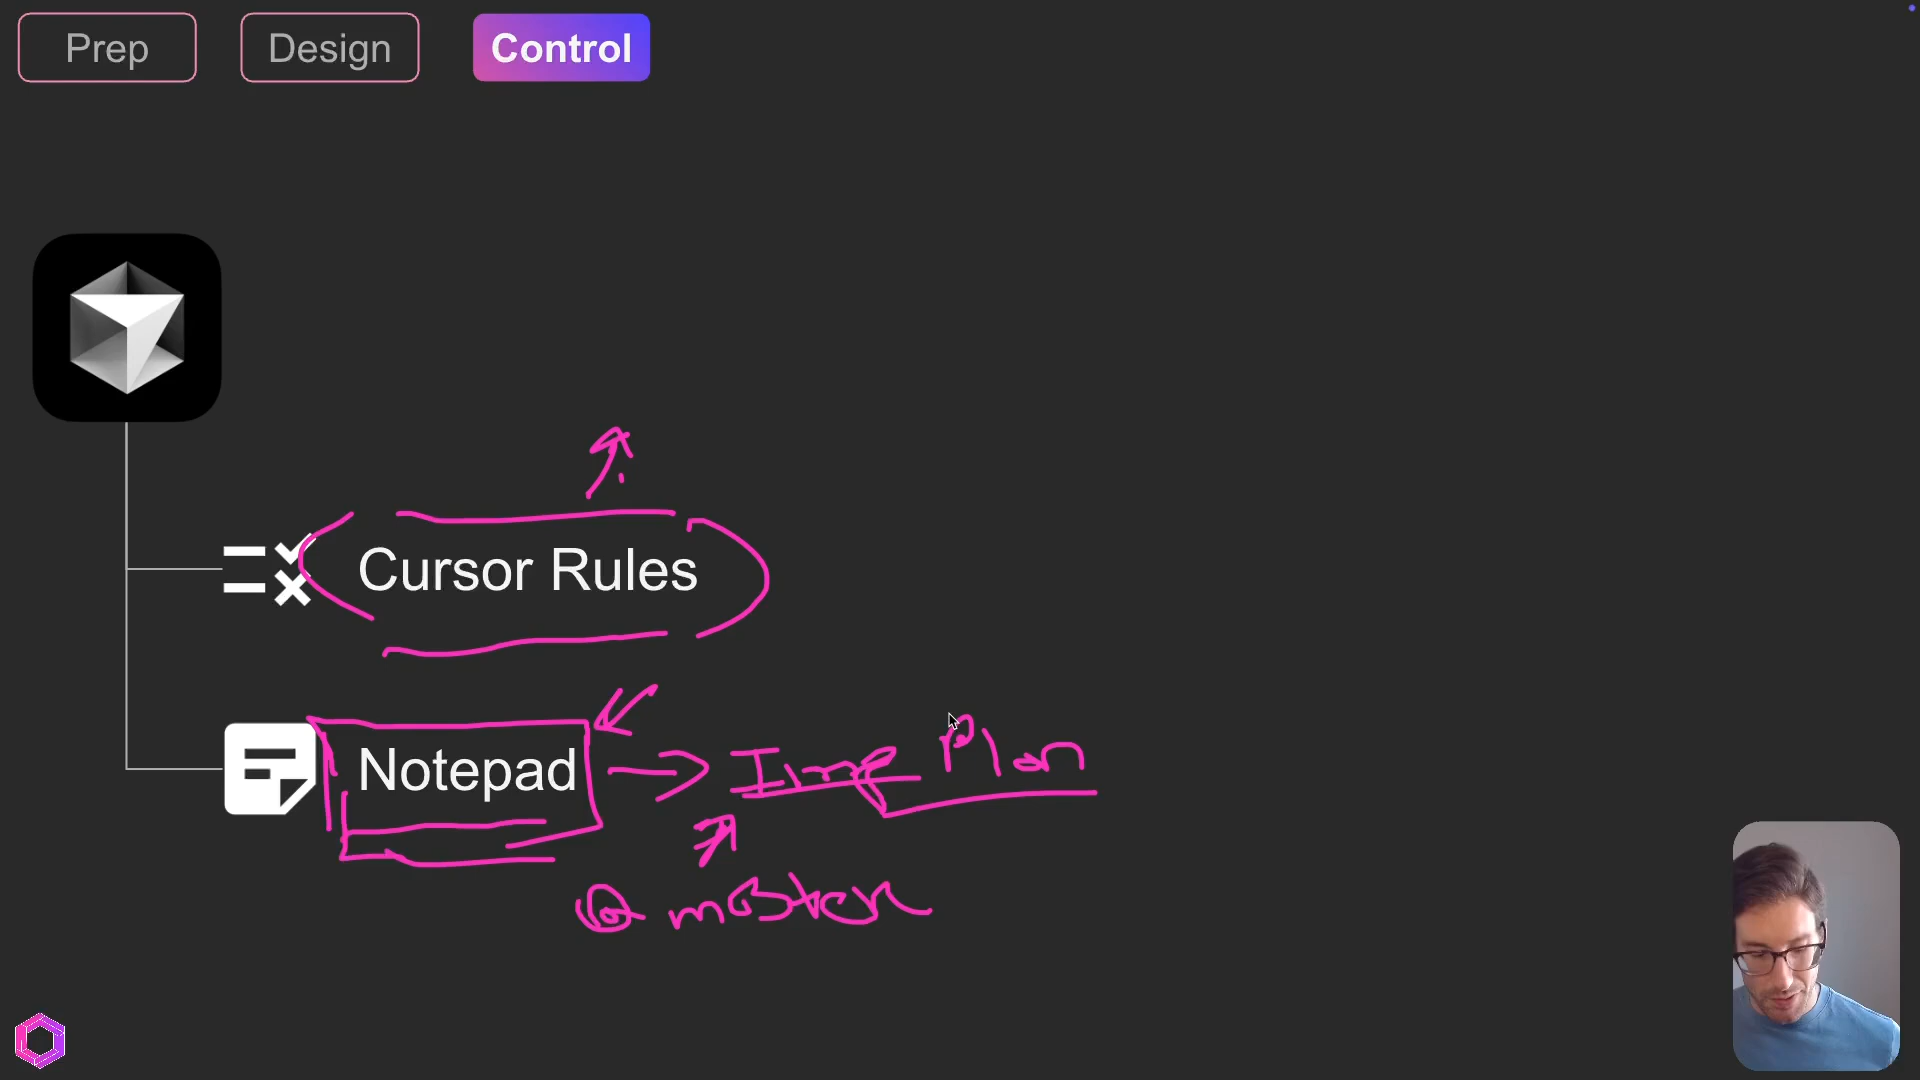 Prep
Design
Control
Cursor Rules
Notepad
Imp Plan
@ master